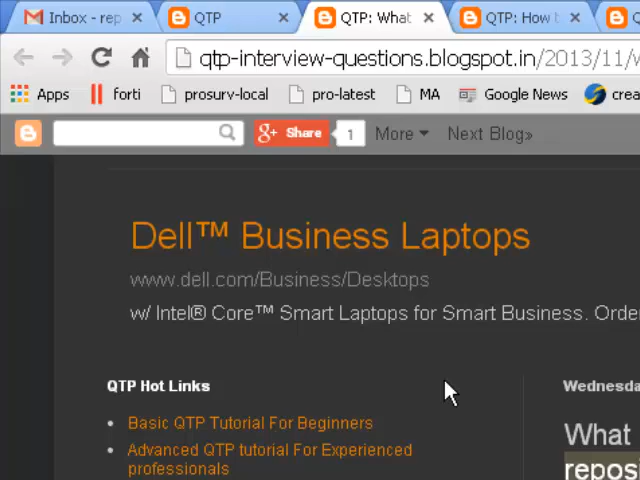 Inbox - rep
QTP
QTP: What
QTP: How t
Q
qtp-interview-questions.blogspot.in/2013/11/w
Apps
forti
prosurv-local
pro-latest
MA
Google News
crea
g+ Share
1
More
Next Blog»
Dell™ Business Laptops
www.dell.com/Business/Desktops
w/ Intel® Core™ Smart Laptops for Smart Business. Orde
QTP Hot Links
• Basic QTP Tutorial For Beginners
• Advanced QTP tutorial For Experienced
professionals
Wednesda
What
reposi